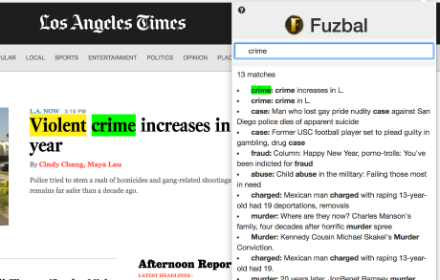 Los Angeles Times
ULAR LOCAL SPORTS ENTERTAINMENT POLITICS OPINION PLAC
L.A. NOW 3:10 PM
Violent crime increases in
year
By Cindy Chang, Maya Lau
Police tried to stem a rash of homicides and gang-related shootings
remains far safer than a decade ago.
Afternoon Repor
LATEST HEADLINES
Fuzbal
crime
13 matches
• crime: crime increases in L.
• crime: crime in L.
• case: Man who lost gay pride nudity case against San
Diego police dies of apparent suicide
• case: Former USC football player set to plead guilty in
gambling, drug case
• fraud: Column: Happy New Year, porno-trolls: You've
been indicted for fraud
• abuse: Child abuse in the military: Failing those most
in need
• charged: Mexican man charged with raping 13-year-
old had 19 deportations, removals
• murder: Where are they now? Charles Manson's
family, four decades after horrific murder spree
• Murder: Kennedy Cousin Michael Skakel's Murder
Conviction.
• charged: Mexican man charged with raping 13-year-
old had 19.
• murder: 20 years later, JonBenet Ramsey murder